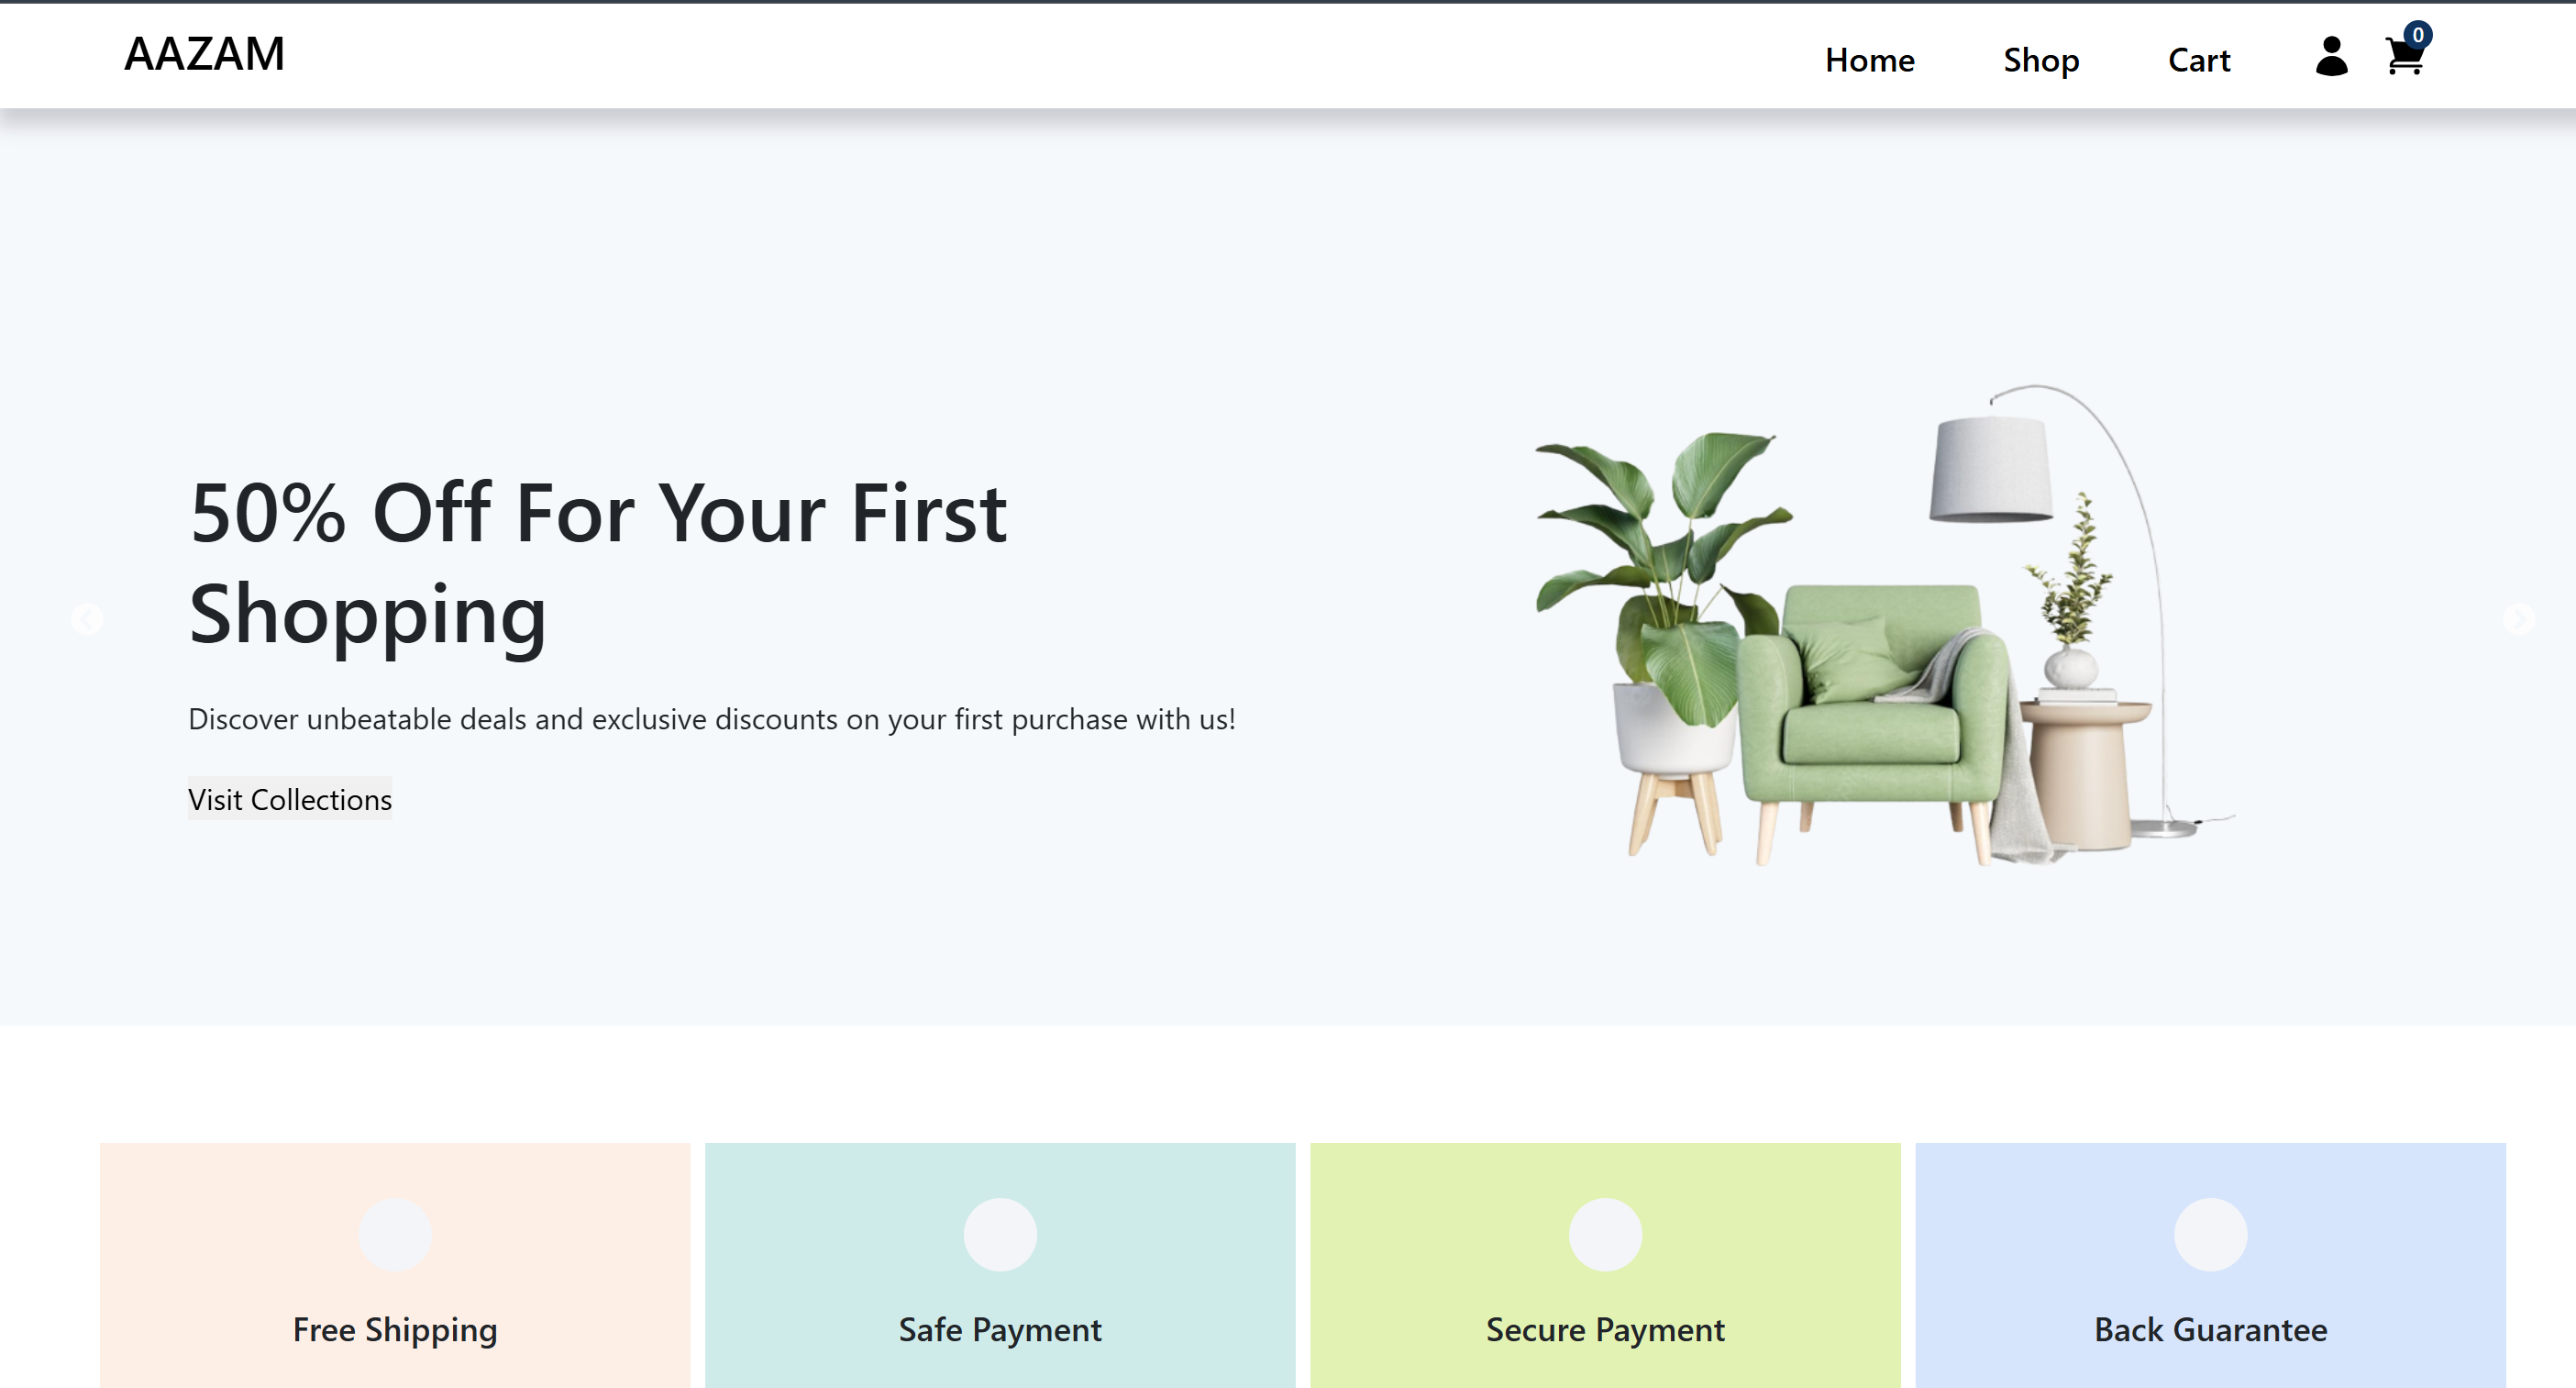 AAZAM
Home
Shop
Cart
0
50% Off For Your First
Shopping
Discover unbeatable deals and exclusive discounts on your first purchase with us!
Visit Collections
Free Shipping
Safe Payment
Secure Payment
Back Guarantee